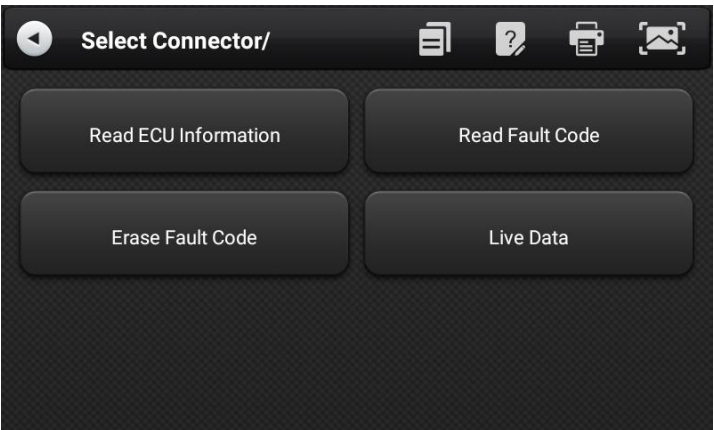 Select Connector/
Read ECU Information
Read Fault Code
Erase Fault Code
Live Data